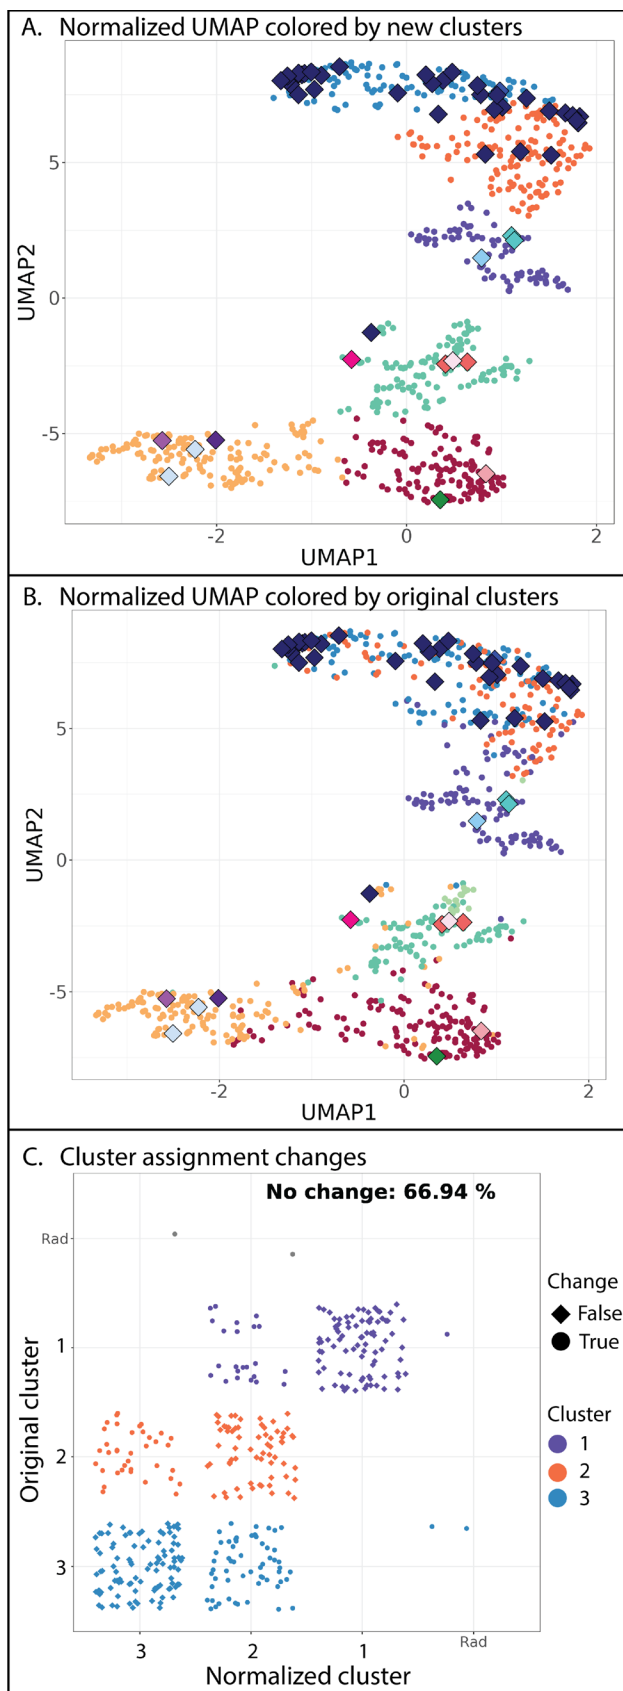 A. Normalized UMAP colored by new clusters
UMAP2
5
0
-5
-2
0
2
UMAP1
B. Normalized UMAP colored by original clusters
UMAP2
5
0
-5
-2
0
2
UMAP1
C. Cluster assignment changes
No change: 66.94 %
Original cluster
Rad
1
2
3
3
2
1
Rad
Normalized cluster
Change
False
True
Cluster
1
2
3